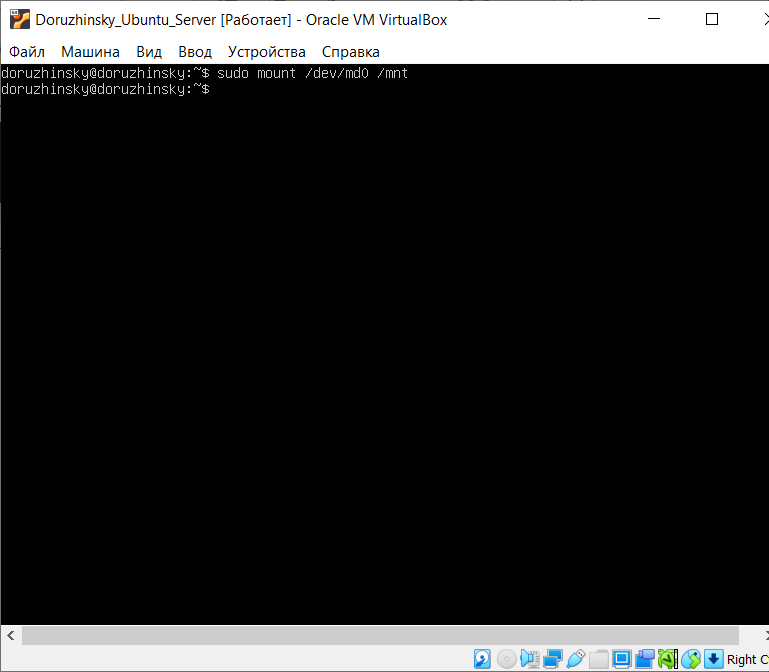 Doruzhinsky_Ubuntu_Server [Работает] - Oracle VM VirtualBox
Файл Машина Вид Ввод Устройства Справка
doruzhinsky@doruzhinsky:~$ sudo mount /dev/md0 /mnt
doruzhinsky@doruzhinsky:~$
Right C